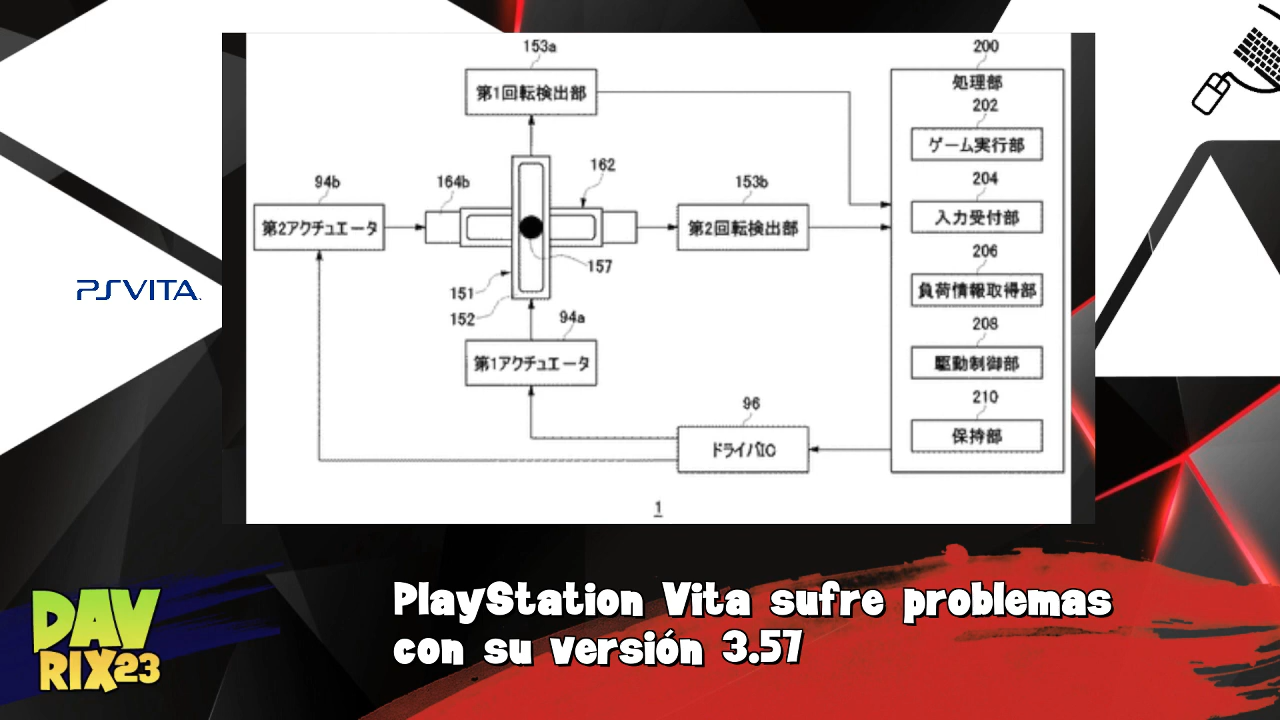 153a
第1回転検出部
200
処理部
202
ゲーム実行部
94b
164b
162
153b
204
第2アクチュエータ
第2回転検出部
入力受付部
157
206
151
負荷情報取得部
152
94a
208
第1アクチュエータ
駆動制御部
96
210
ドライバIC
保持部
1
PSVITA
DAVRIX23
PlayStation Vita sufre problemas
con su versión 3.57